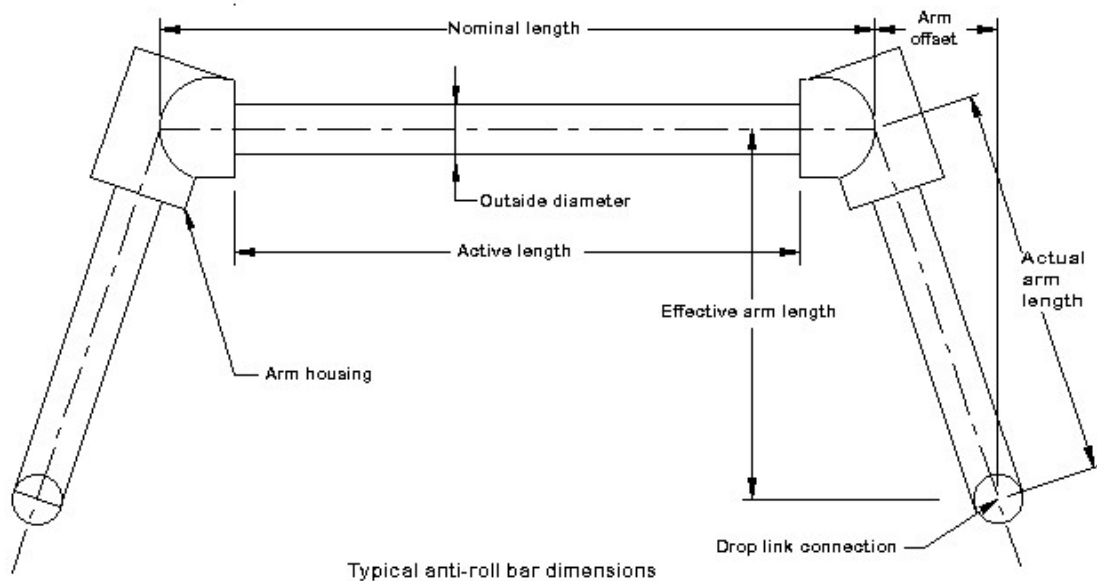 Nominal length
Arm
offset
Outside diameter
Active length
Actual
arm
length
Effective arm length
Arm housing
Drop link connection
Typical anti-roll bar dimensions